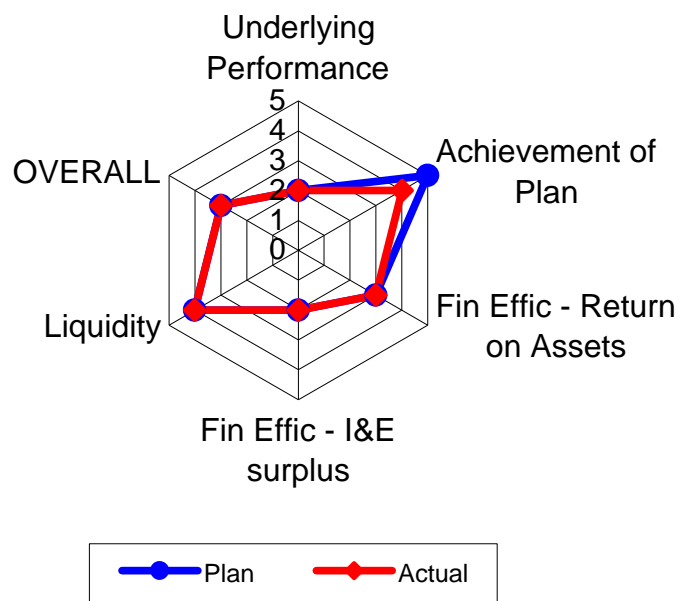 Underlying
Performance
5
4
3
2
1
0
Achievement of
Plan
OVERALL
Fin Effic - Return
on Assets
Liquidity
Fin Effic - I&E
surplus
Plan
Actual